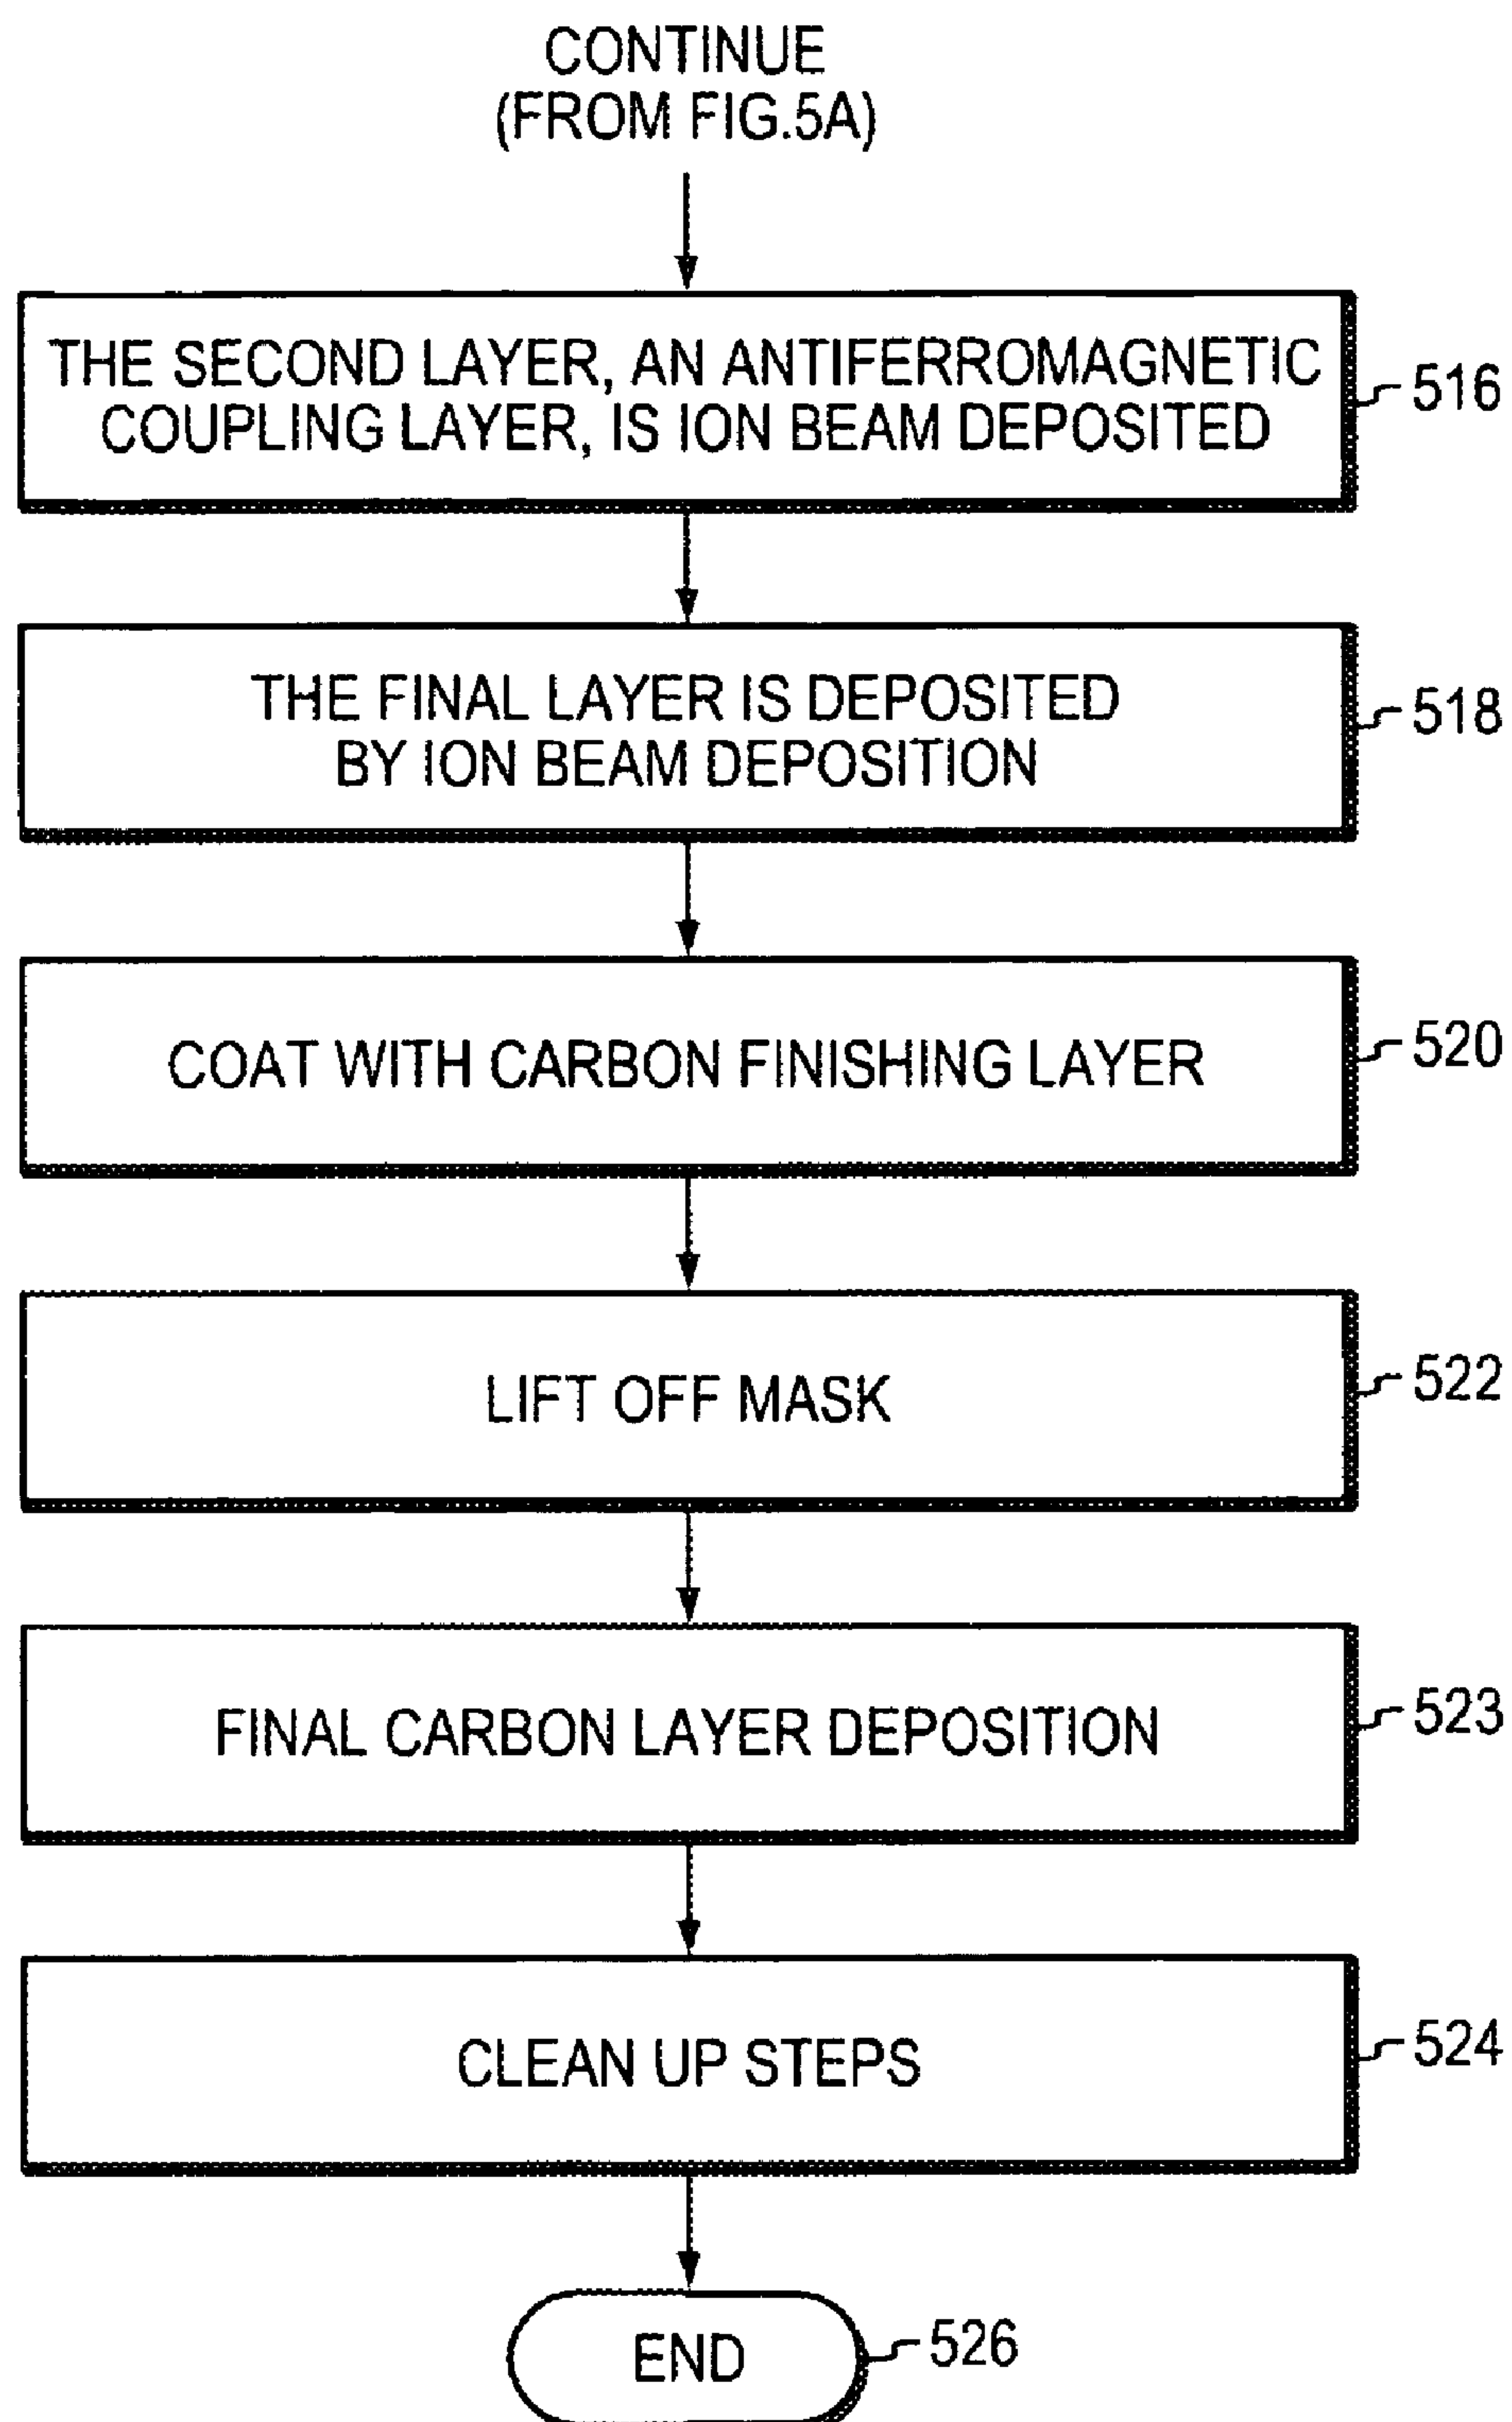 CONTINUE
(FROM FIG.5A)
THE SECOND LAYER, AN ANTIFERROMAGNETIC
COUPLING LAYER, IS ION BEAM DEPOSITED
516
THE FINAL LAYER IS DEPOSITED
BY ION BEAM DEPOSITION
518
COAT WITH CARBON FINISHING LAYER
520
LIFT OFF MASK
522
FINAL CARBON LAYER DEPOSITION
523
CLEAN UP STEPS
524
END
526